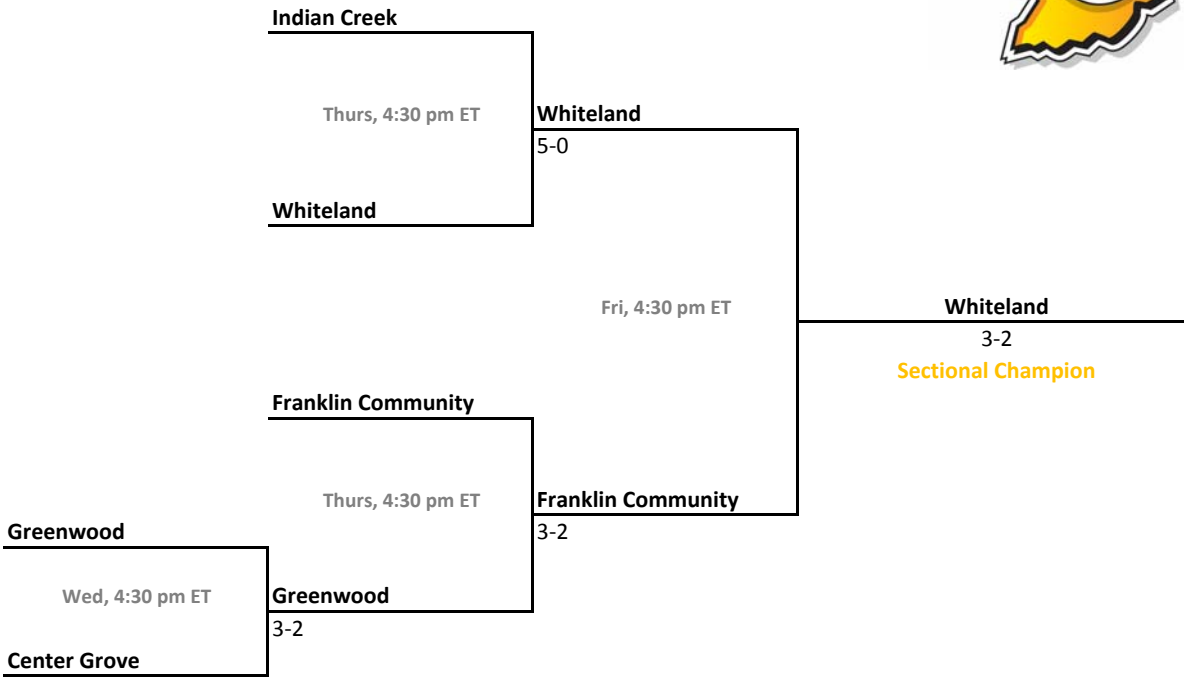 Indian Creek
Thurs, 4:30 pm ET
Whiteland
5-0
Whiteland
Fri, 4:30 pm ET
Whiteland
3-2
Sectional Champion
Franklin Community
Thurs, 4:30 pm ET
Franklin Community
3-2
Greenwood
Wed, 4:30 pm ET
Greenwood
3-2
Center Grove